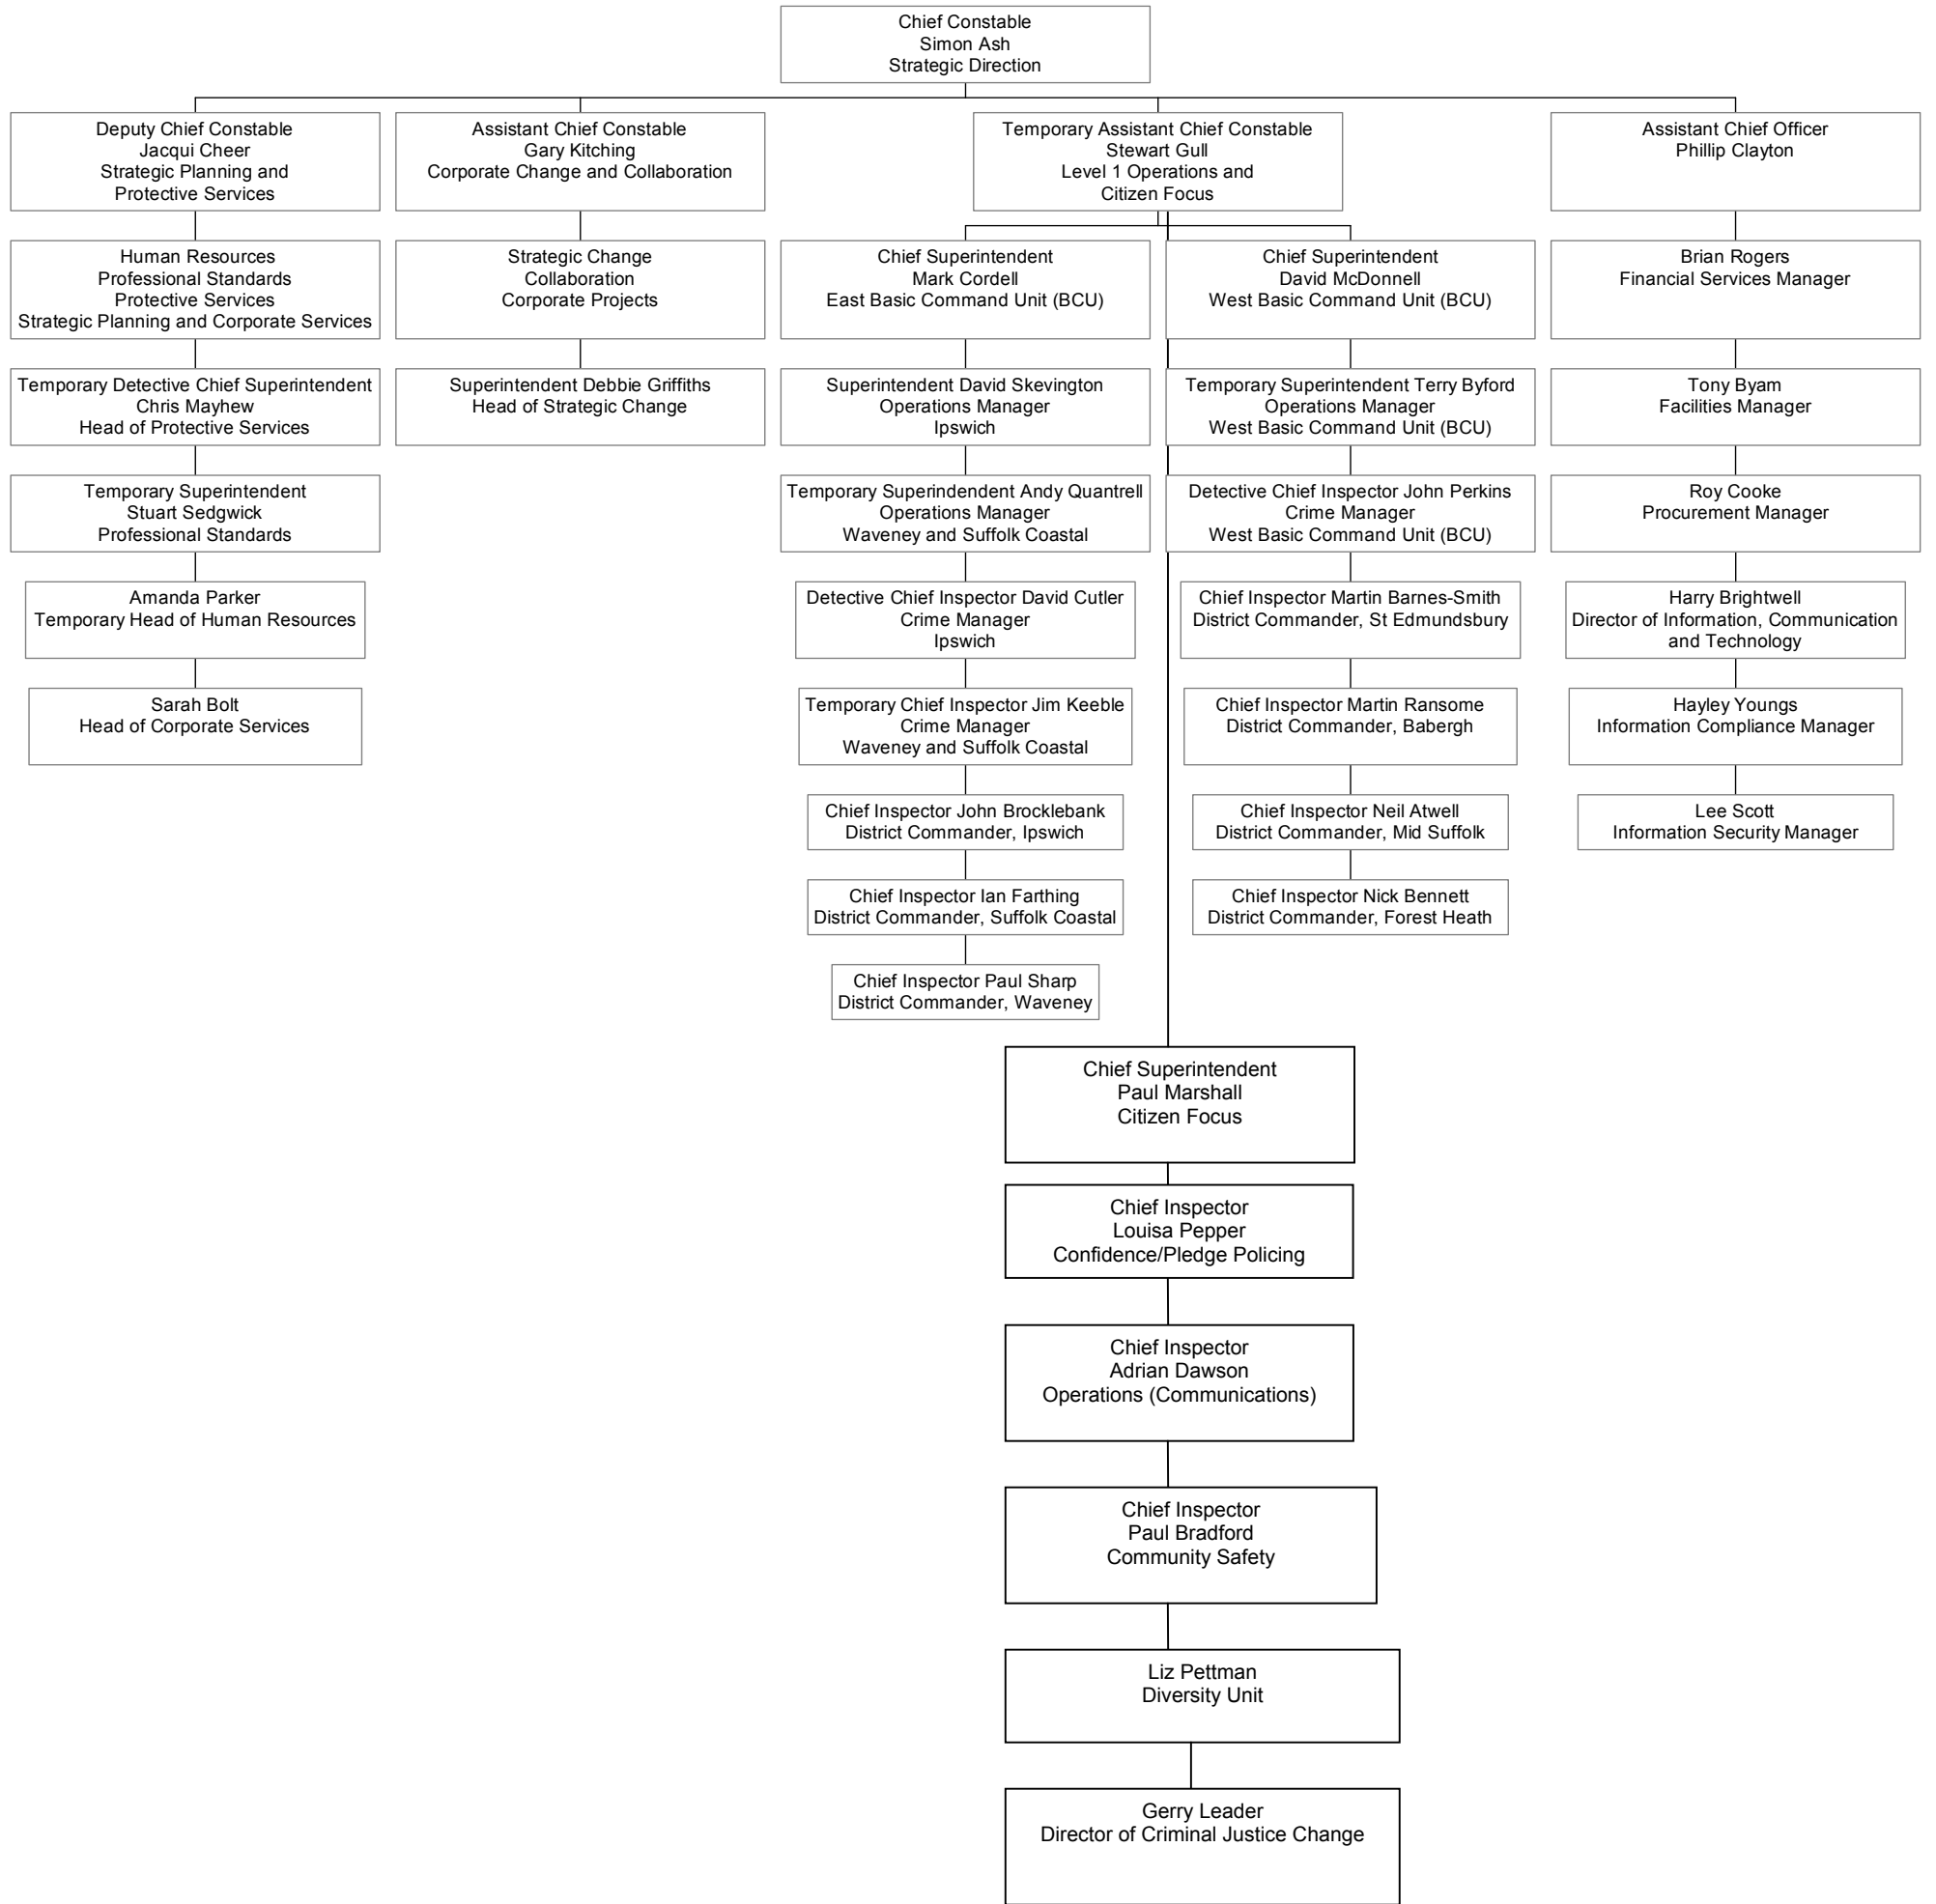 Chief Constable
Simon Ash
Strategic Direction
Deputy Chief Constable
Jacqui Cheer
Strategic Planning and
Protective Services
Human Resources
Professional Standards
Protective Services
Strategic Planning and Corporate Services
Temporary Detective Chief Superintendent
Chris Mayhew
Head of Protective Services
Temporary Superintendent
Stuart Sedgwick
Professional Standards
Amanda Parker
Temporary Head of Human Resources
Sarah Bolt
Head of Corporate Services
Assistant Chief Constable
Gary Kitching
Corporate Change and Collaboration
Strategic Change
Collaboration
Corporate Projects
Superintendent Debbie Griffiths
Head of Strategic Change
Temporary Assistant Chief Constable
Stewart Gull
Level 1 Operations and
Citizen Focus
Chief Superintendent
Mark Cordell
East Basic Command Unit (BCU)
Superintendent David Skevington
Operations Manager
Ipswich
Temporary Superindendent Andy Quantrell
Operations Manager
Waveney and Suffolk Coastal
Detective Chief Inspector David Cutler
Crime Manager
Ipswich
Temporary Chief Inspector Jim Keeble
Crime Manager
Waveney and Suffolk Coastal
Chief Inspector John Brocklebank
District Commander, Ipswich
Chief Inspector Ian Farthing
District Commander, Suffolk Coastal
Chief Inspector Paul Sharp
District Commander, Waveney
Chief Superintendent
David McDonnell
West Basic Command Unit (BCU)
Temporary Superintendent Terry Byford
Operations Manager
West Basic Command Unit (BCU)
Detective Chief Inspector John Perkins
Crime Manager
West Basic Command Unit (BCU)
Chief Inspector Martin Barnes-Smith
District Commander, St Edmundsbury
Chief Inspector Martin Ransome
District Commander, Babergh
Chief Inspector Neil Atwell
District Commander, Mid Suffolk
Chief Inspector Nick Bennett
District Commander, Forest Heath
Chief Superintendent
Paul Marshall
Citizen Focus
Chief Inspector
Louisa Pepper
Confidence/Pledge Policing
Chief Inspector
Adrian Dawson
Operations (Communications)
Chief Inspector
Paul Bradford
Community Safety
Liz Pettman
Diversity Unit
Gerry Leader
Director of Criminal Justice Change
Assistant Chief Officer
Phillip Clayton
Brian Rogers
Financial Services Manager
Tony Byam
Facilities Manager
Roy Cooke
Procurement Manager
Harry Brightwell
Director of Information, Communication
and Technology
Hayley Youngs
Information Compliance Manager
Lee Scott
Information Security Manager